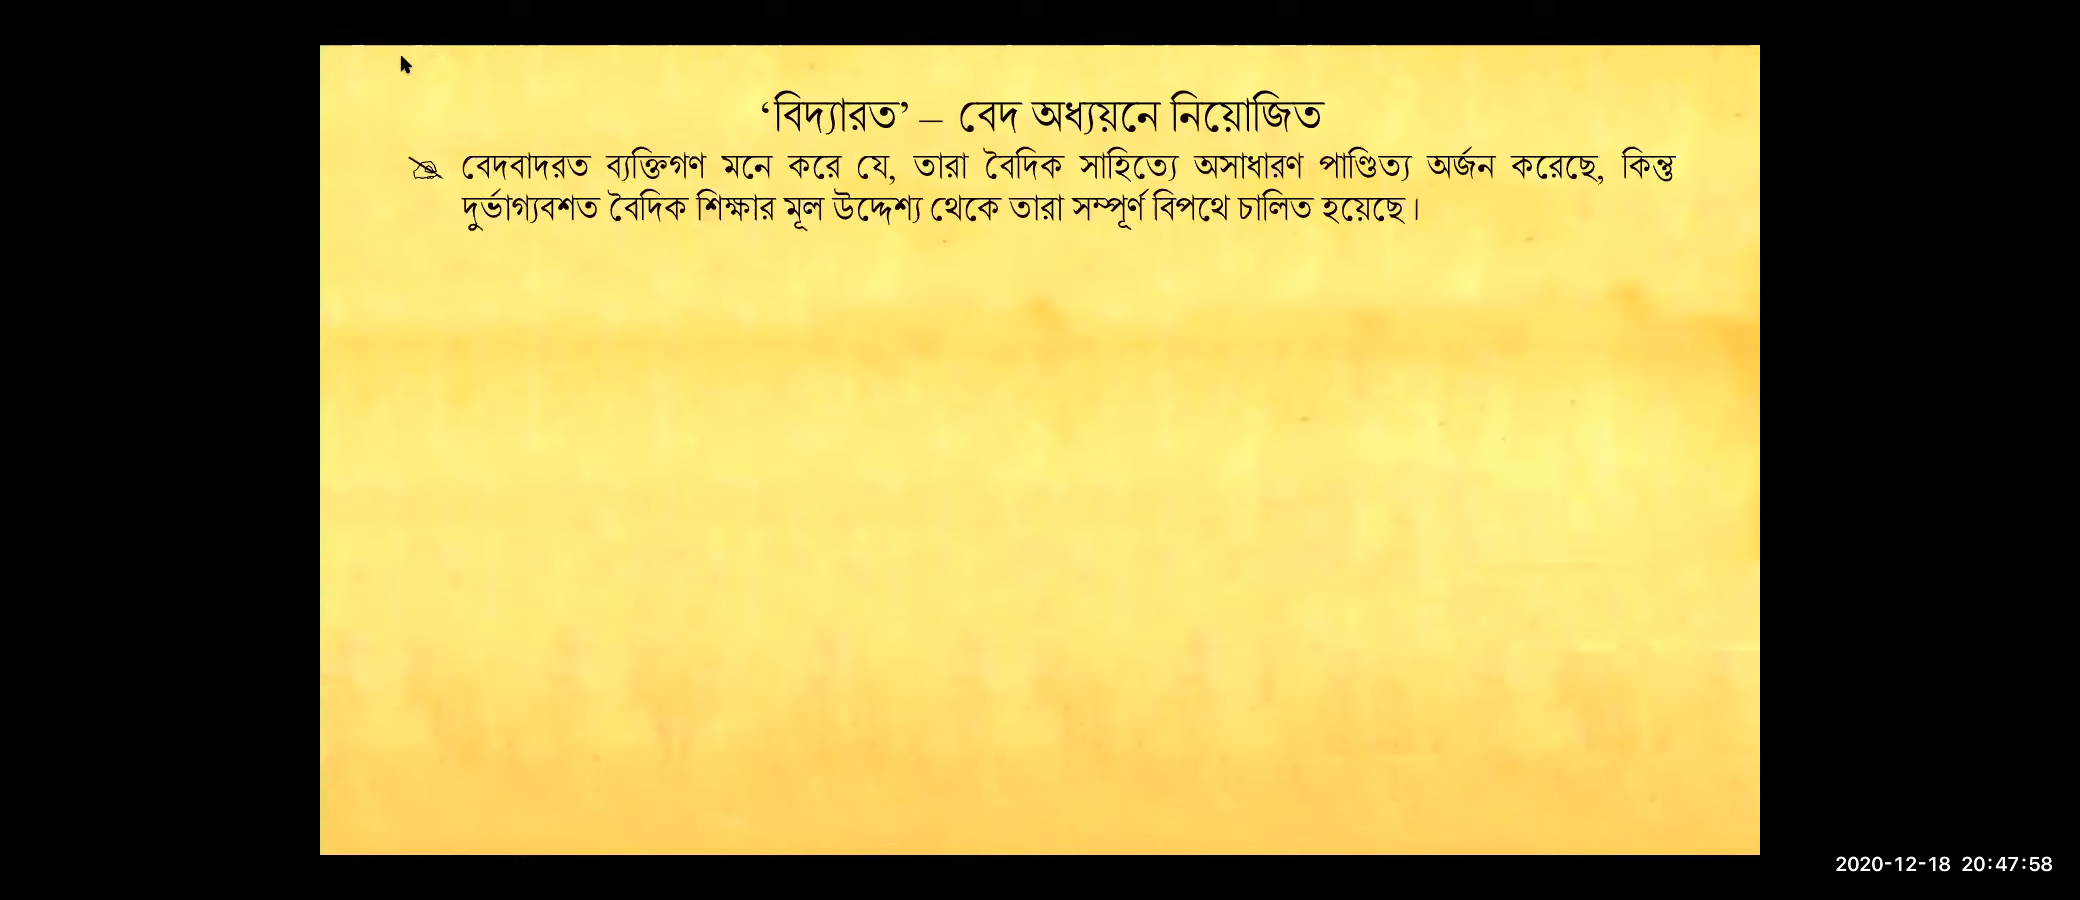 ‘বিদ্যারত’ – বেদ অধ্যয়নে নিয়োজিত
বেদবাদরত ব্যক্তিগণ মনে করে যে, তারা বৈদিক সাহিত্যে অসাধারণ পাণ্ডিত্য অর্জন করেছে, কিন্তু
দুর্ভাগ্যবশত বৈদিক শিক্ষার মূল উদ্দেশ্য থেকে তারা সম্পূর্ণ বিপথে চালিত হয়েছে।
2020-12-18 20:47:58